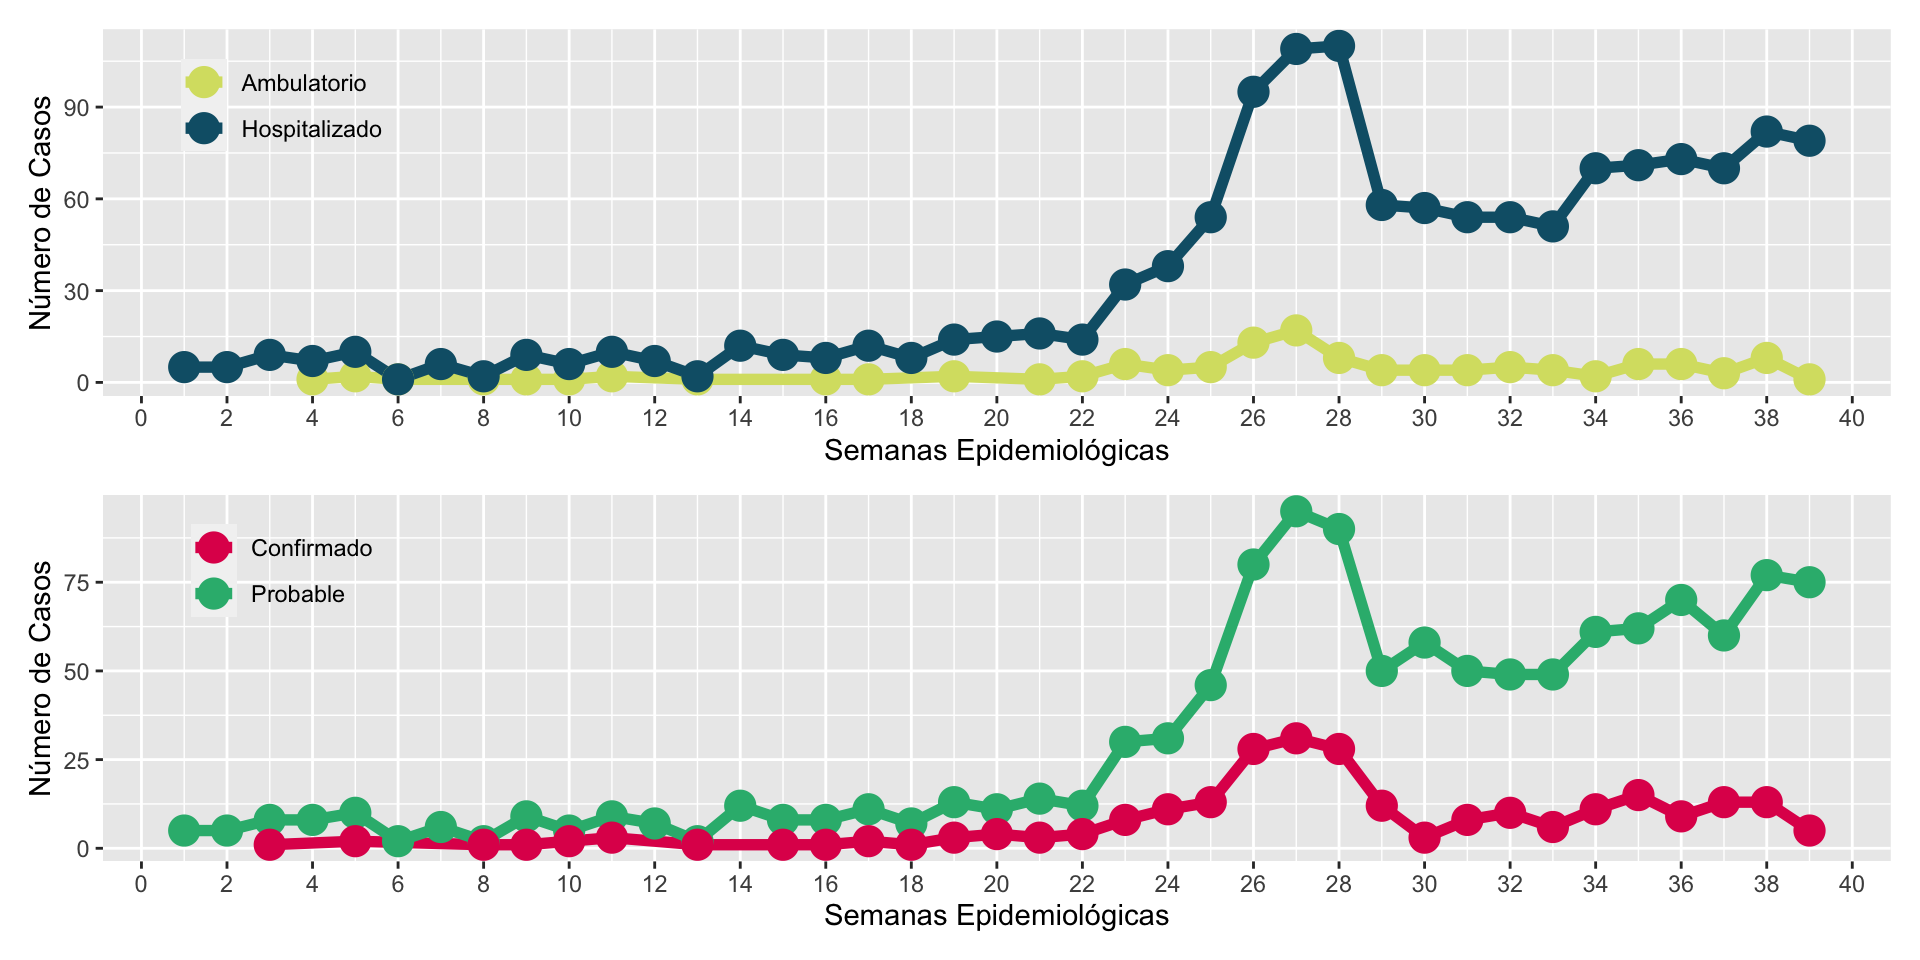 Número de Casos
90
60
30
0
Ambulatorio
Hospitalizado
0 2 4 6 8 10 12 14 16 18 20 22 24 26 28 30 32 34 36 38 40
Semanas Epidemiológicas
Número de Casos
75
50
25
0
Confirmado
Probable
0 2 4 6 8 10 12 14 16 18 20 22 24 26 28 30 32 34 36 38 40
Semanas Epidemiológicas